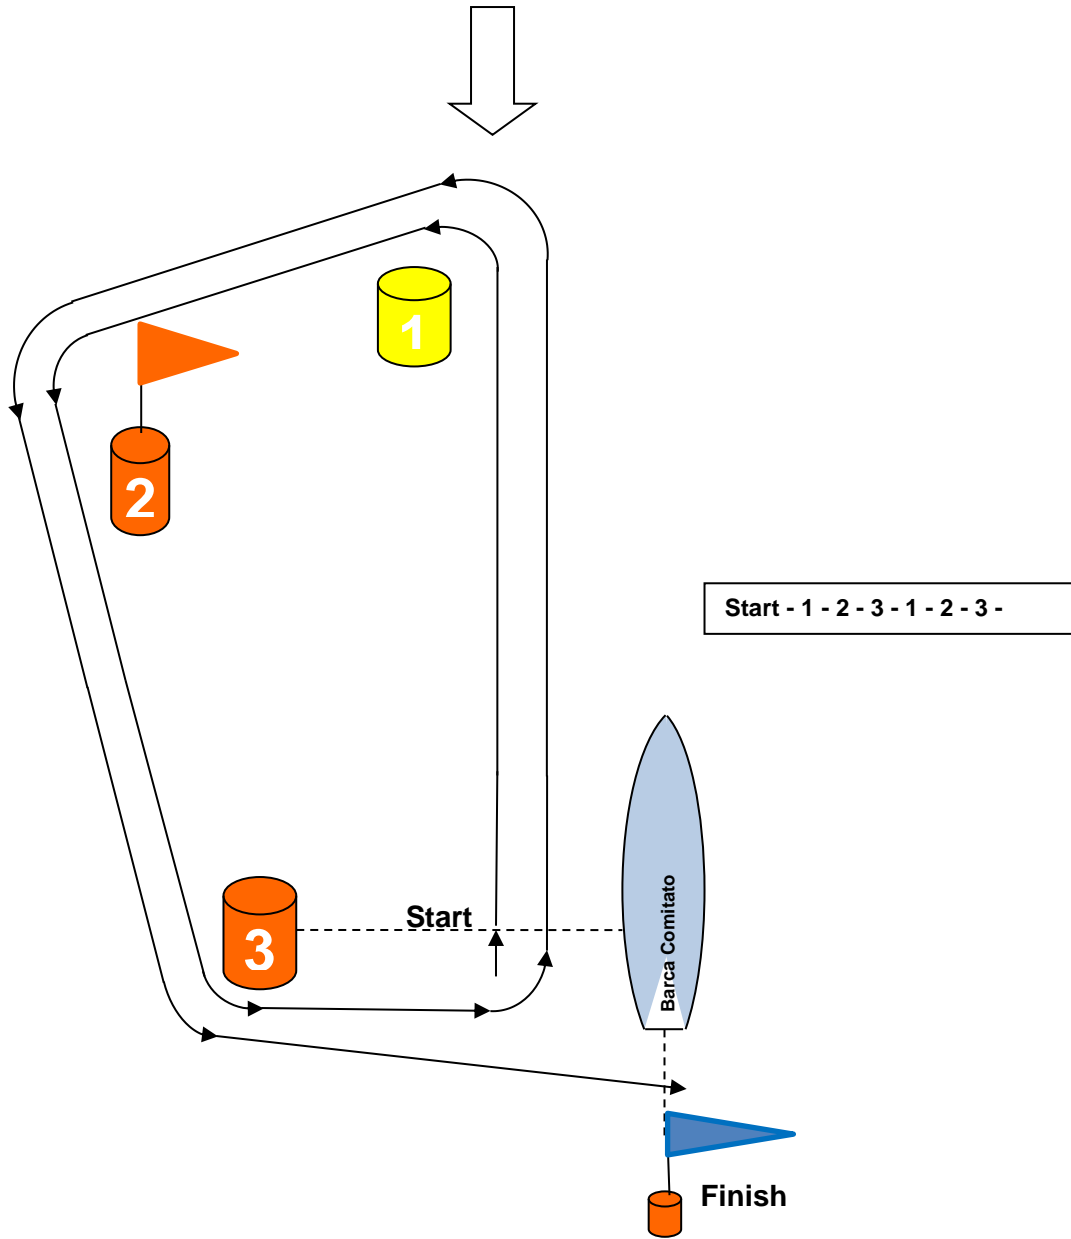 1
2
Start - 1 - 2 - 3 - 1 - 2 - 3 -
Start
3
Barca Comitato
Finish